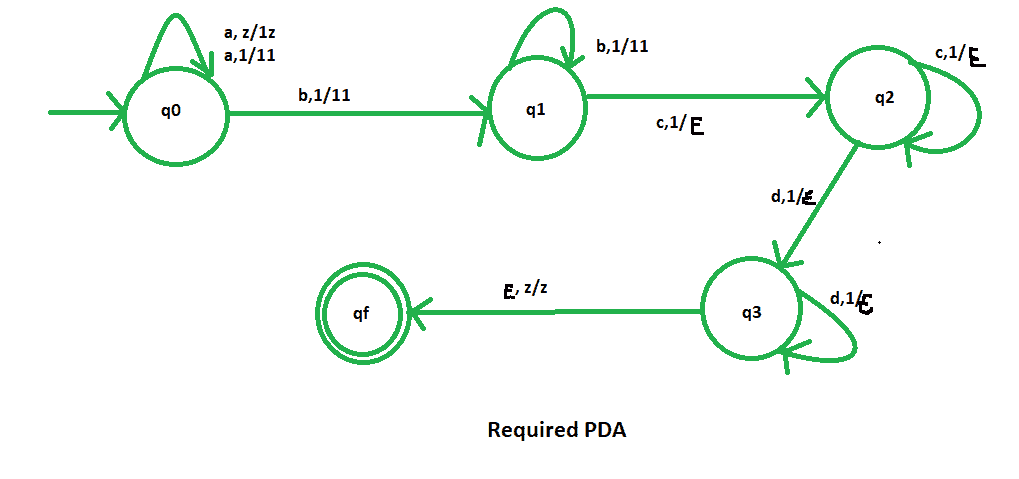 a, z/1z
a,1/11
q0
b,1/11
b,1/11
q1
c,1/E
q2
c,1/E
d,1/E
q3
d,1/E
E, z/z
qf
Required PDA